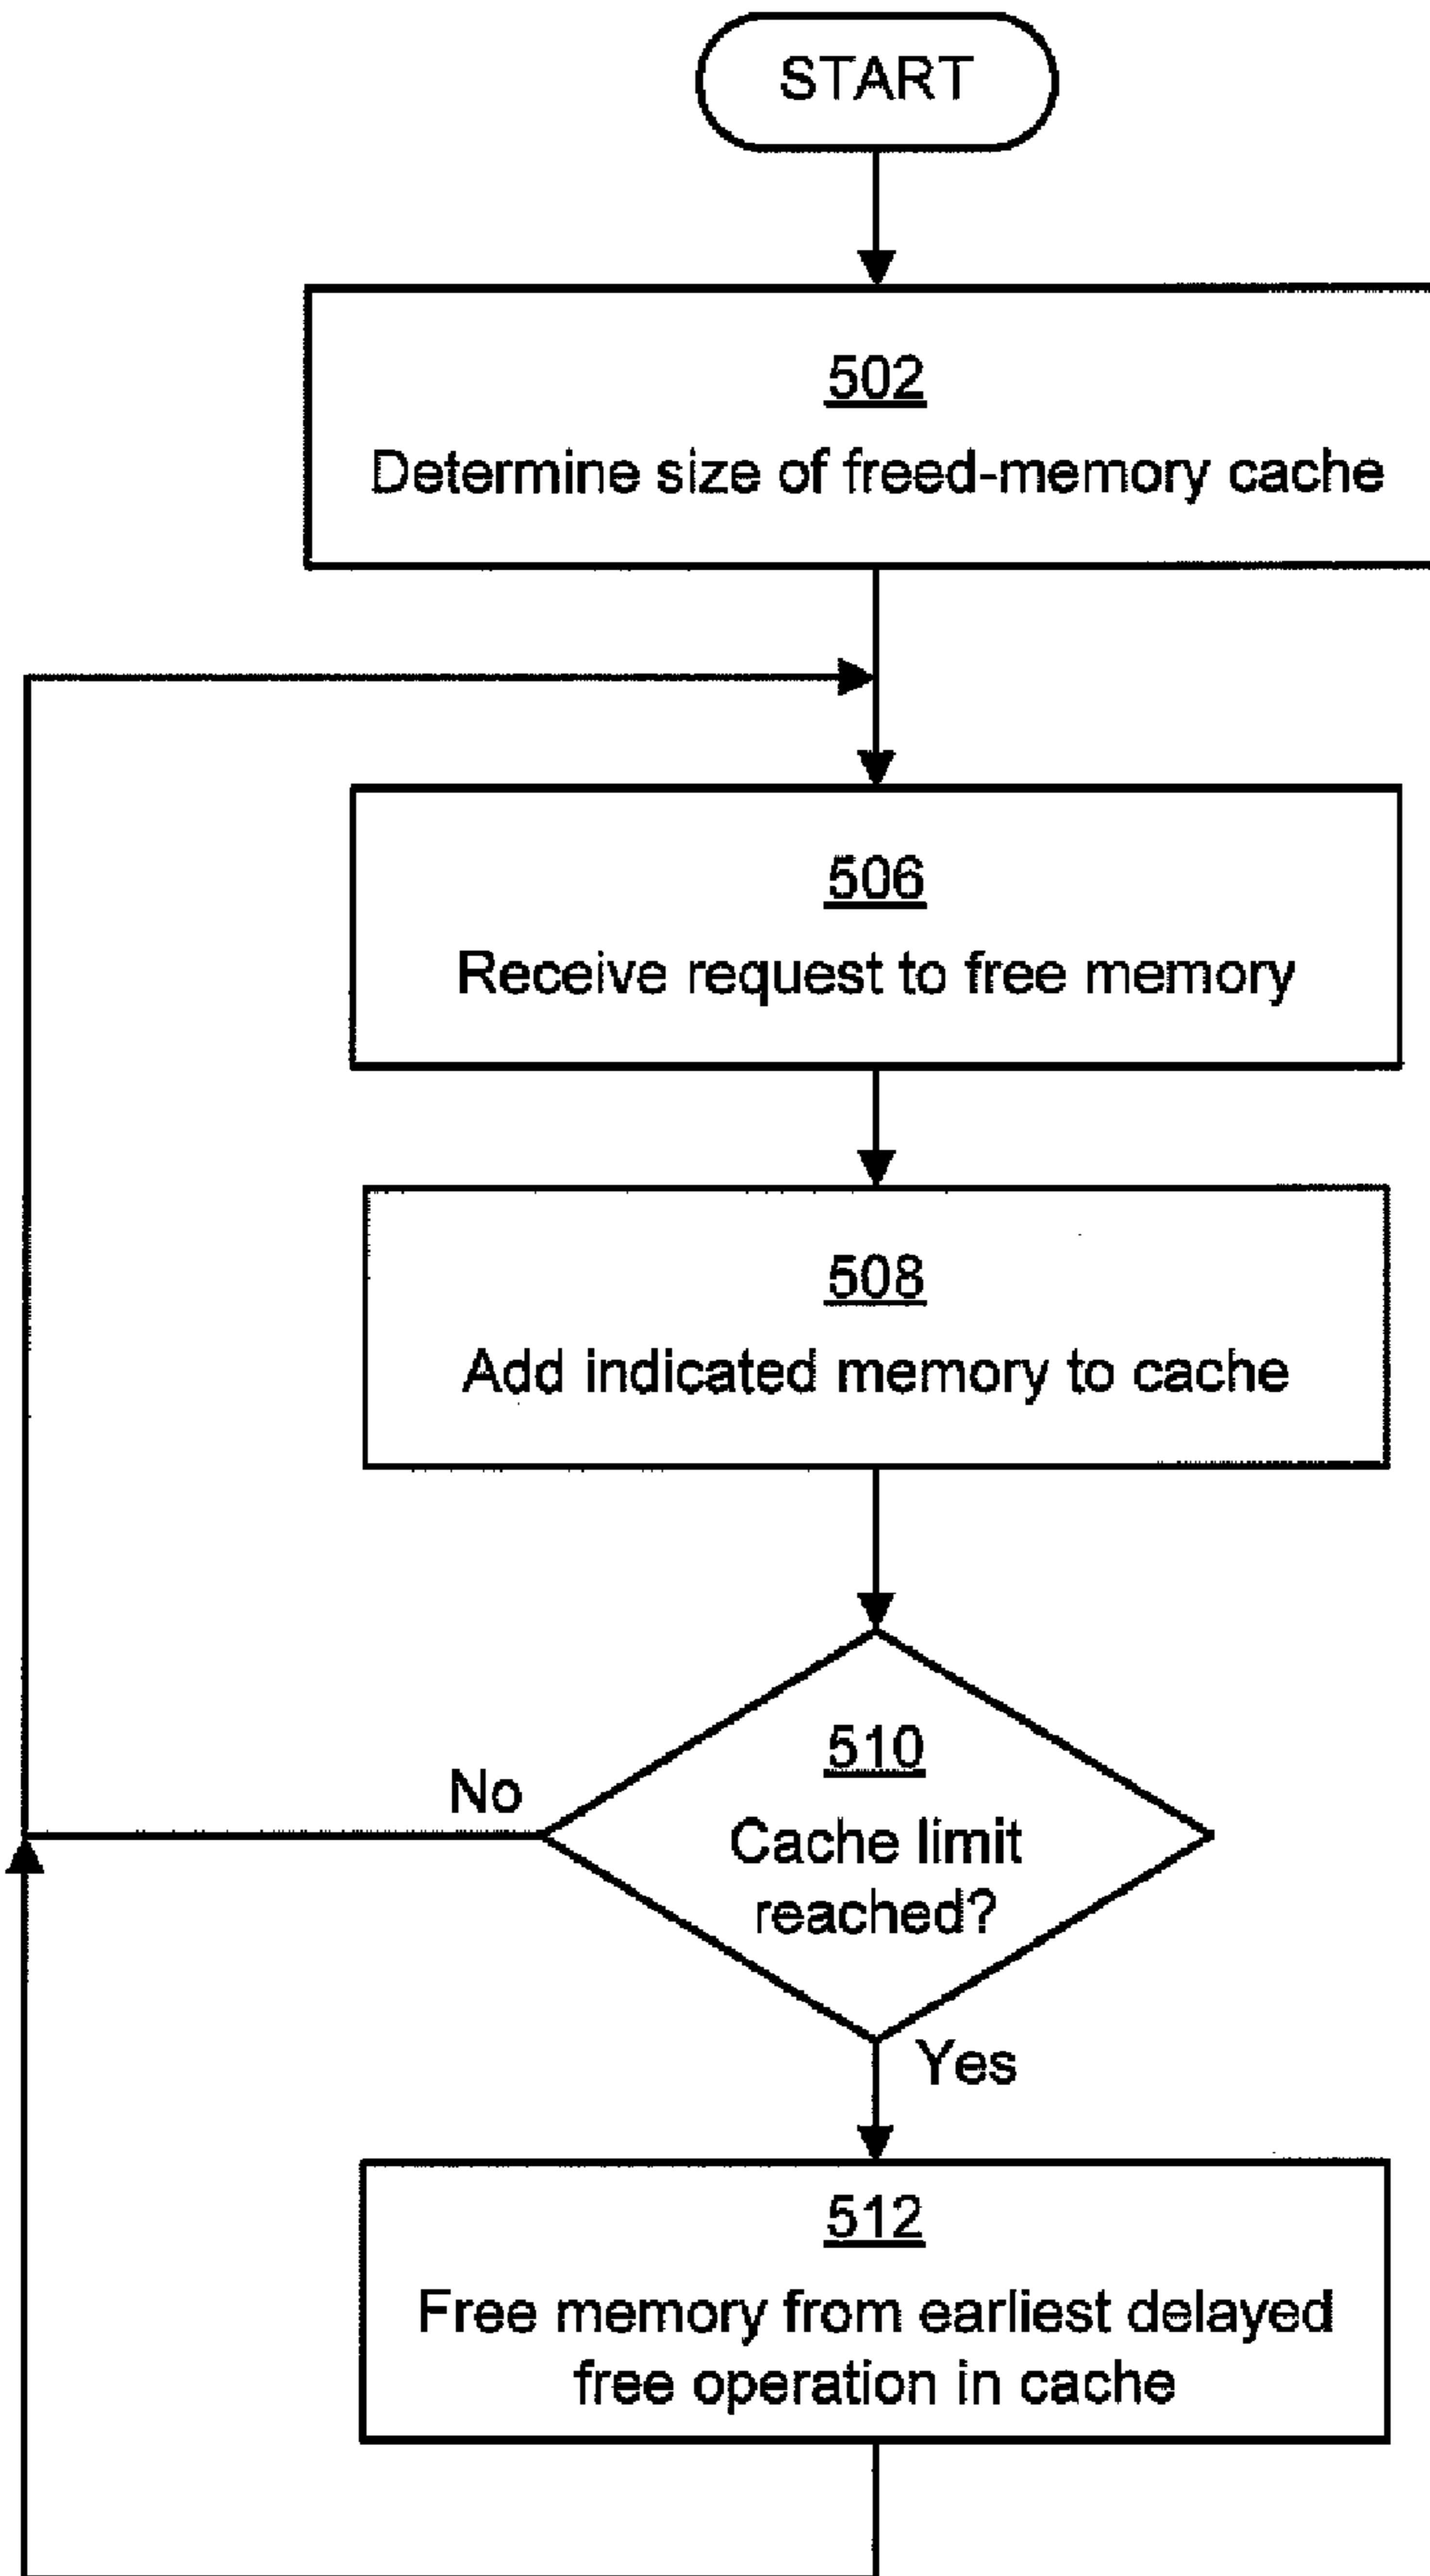 START
502
Determine size of freed-memory cache
506
Receive request to free memory
508
Add indicated memory to cache
510
Cache limit
reached?
No
Yes
512
Free memory from earliest delayed
free operation in cache